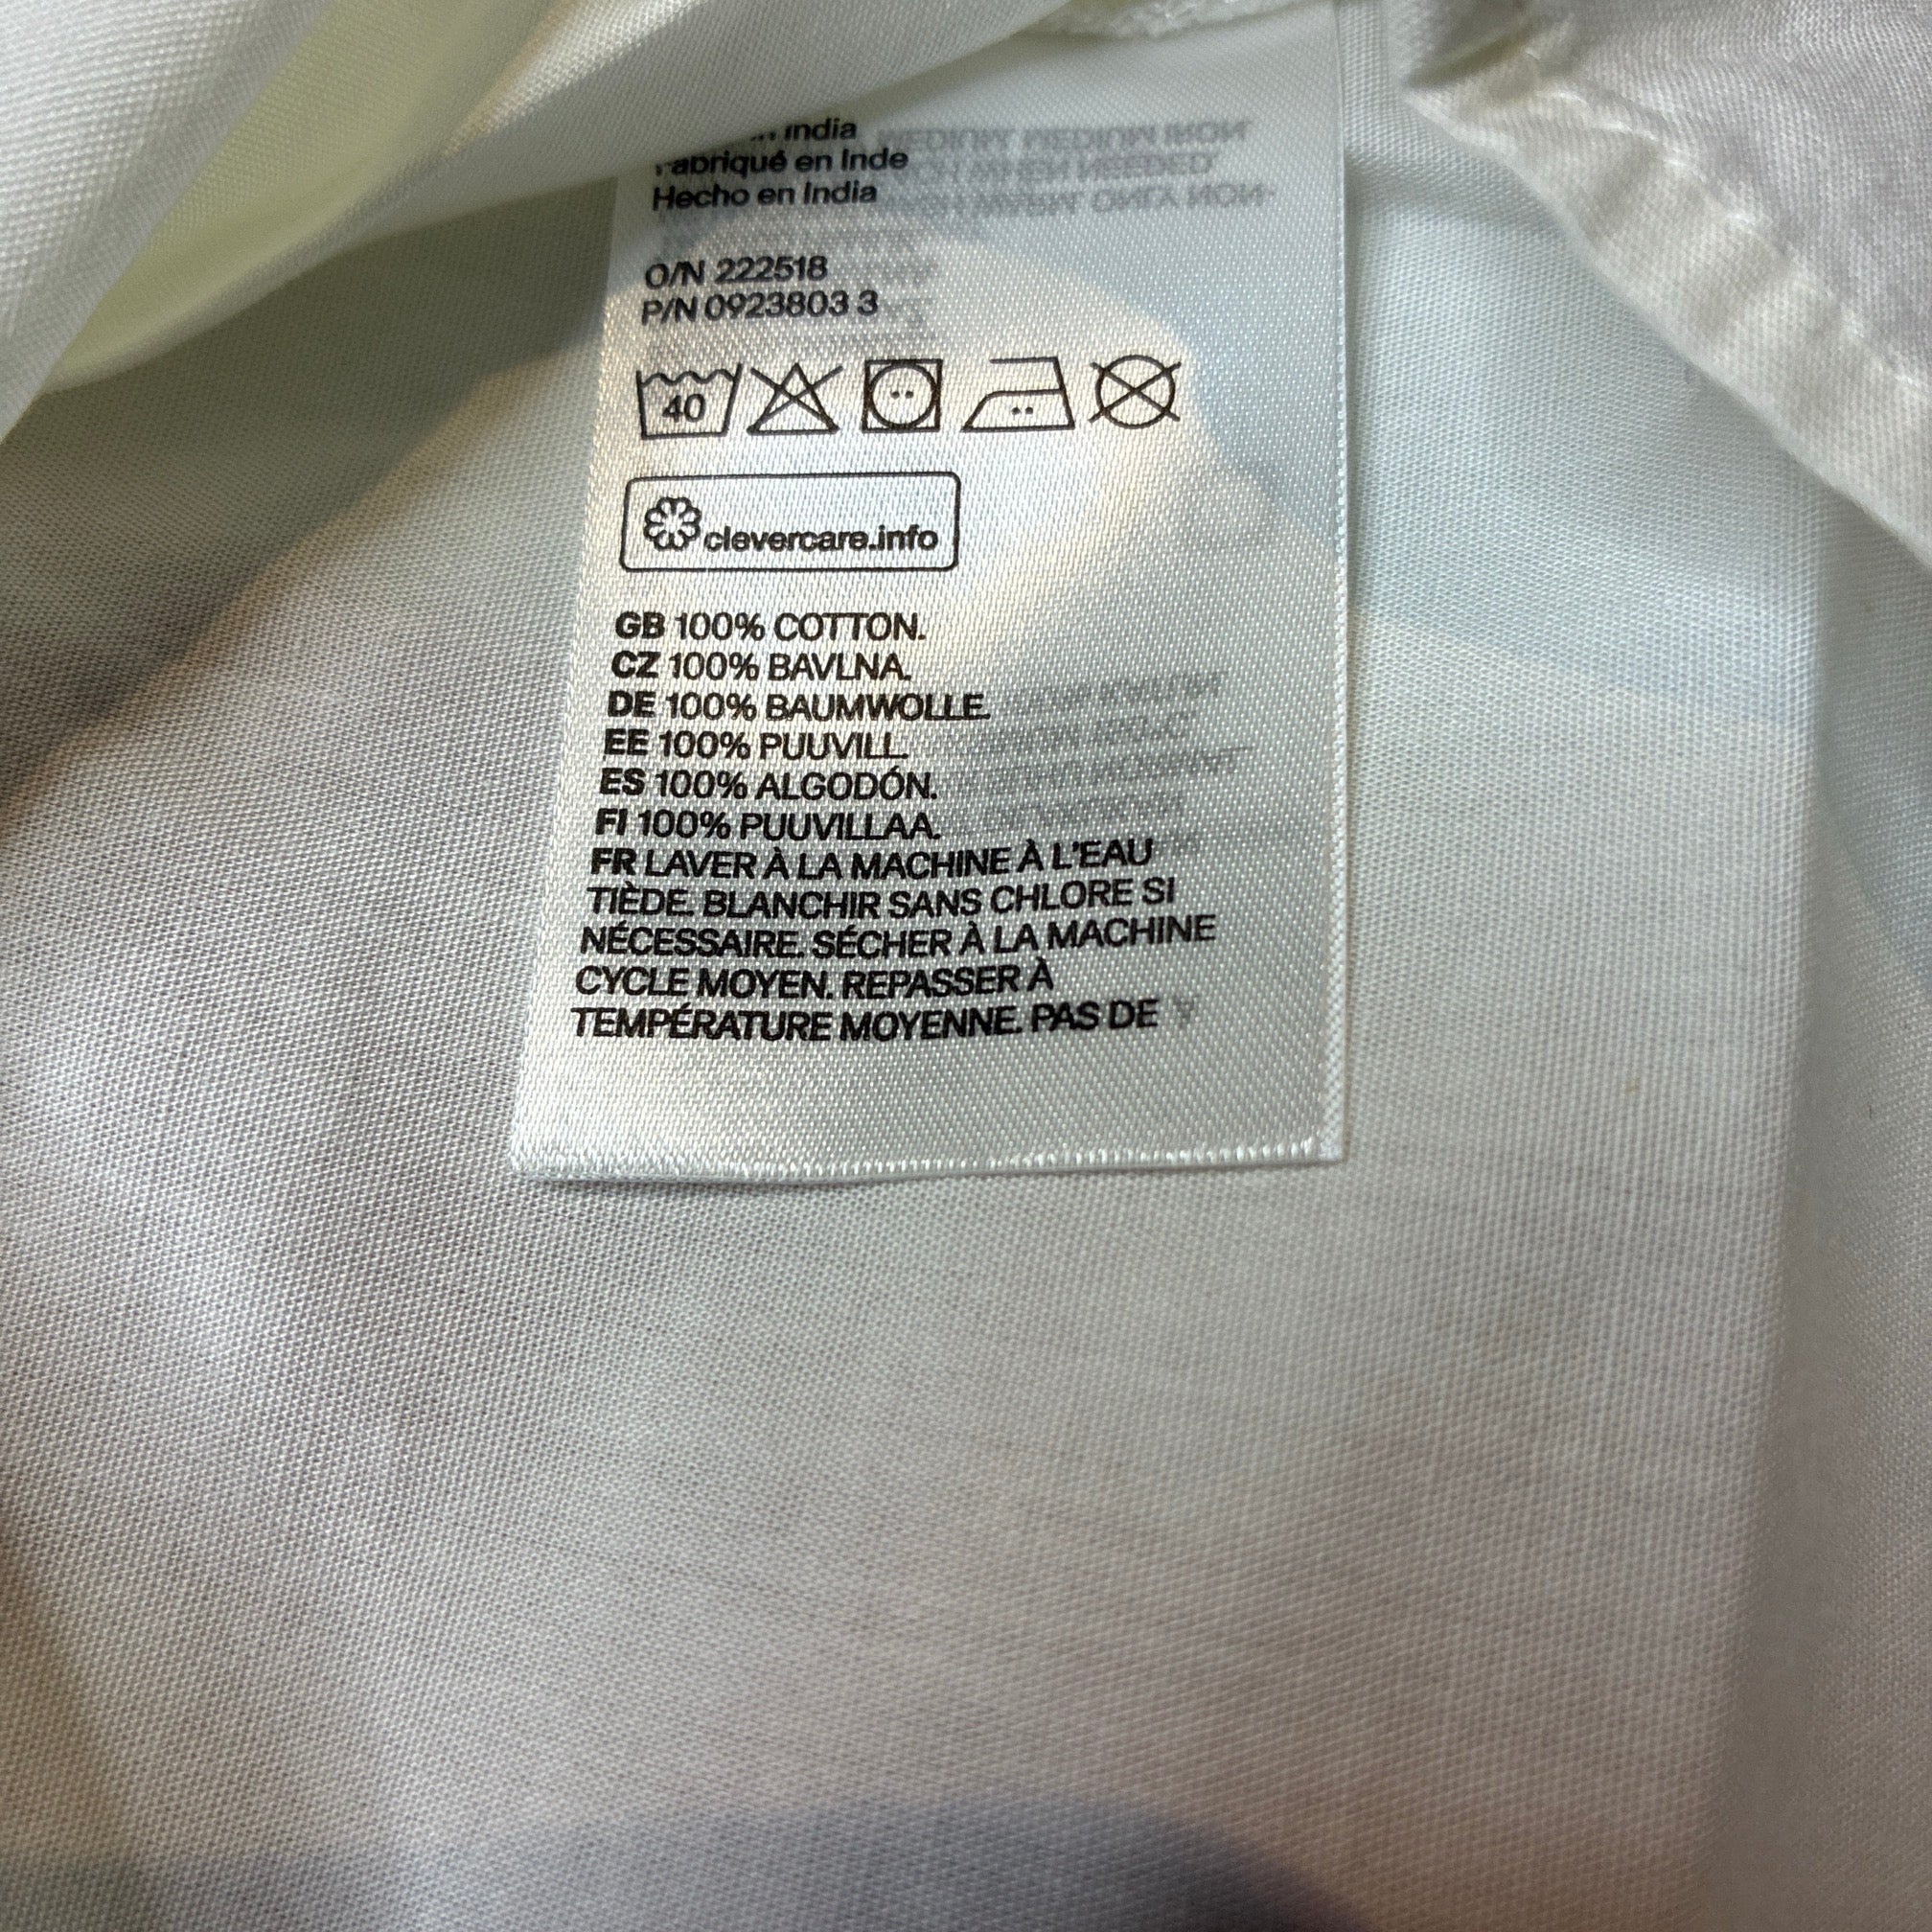 India
Fabriqué en Inde
Hecho en India
O/N 222518
P/N 0923803 3
40
clevercare.info
GB 100% COTTON.
CZ 100% BAVLNA.
DE 100% BAUMWOLLE.
EE 100% PUUVILL.
ES 100% ALGODÓN.
FI 100% PUUVILLAA.
FR LAVER À LA MACHINE À L'EAU
TIÈDE. BLANCHIR SANS CHLORE SI
NÉCESSAIRE. SÉCHER À LA MACHINE
CYCLE MOYEN. REPASSER À
TEMPÉRATURE MOYENNE. PAS DE